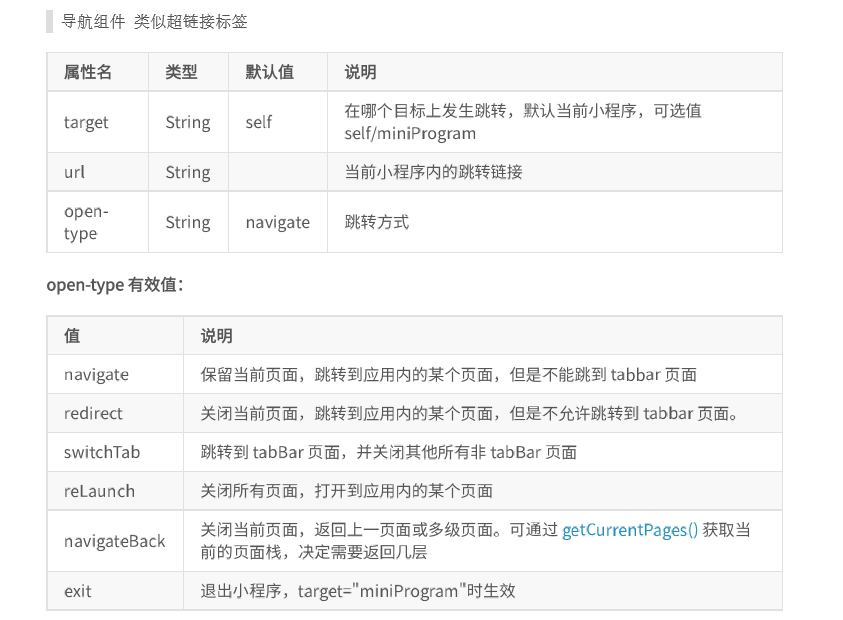 导航组件 类似超链接标签
属性名 类型 默认值 说明
target String self 在哪个目标上发生跳转，默认当前小程序，可选值
self/miniProgram
url String 当前小程序内的跳转链接
open-
type String navigate 跳转方式
open-type 有效值：
值 说明
navigate 保留当前页面，跳转到应用内的某个页面，但是不能跳到 tabbar 页面
redirect 关闭当前页面，跳转到应用内的某个页面，但是不允许跳转到 tabbar 页面。
switchTab 跳转到 tabBar 页面，并关闭其他所有非 tabBar 页面
reLaunch 关闭所有页面，打开到应用内的某个页面
navigateBack 关闭当前页面，返回上一页面或多级页面。可通过 getCurrentPages() 获取当
前的页面栈，决定需要返回几层
exit 退出小程序，target="miniProgram"时生效